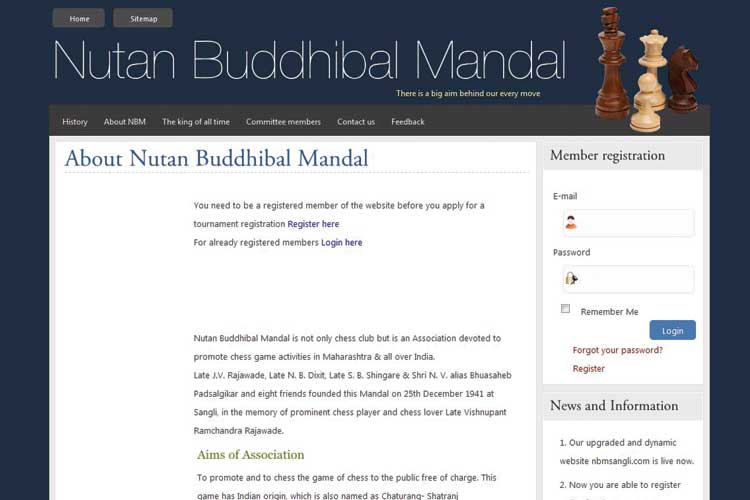 Home
Sitemap
Nutan Buddhibal Mandal
There is a big aim behind our every move
History
About NBM
The king of all time
Committee members
Contact us
Feedback
About Nutan Buddhibal Mandal
You need to be a registered member of the website before you apply for a
tournament registration Register here
For already registered members Login here
Nutan Buddhibal Mandal is not only chess club but is an Association devoted to
promote chess game activities in Maharashtra & all over India.
Late J.V. Rajawade, Late N. B. Dixit, Late S. B. Shingare & Shri N. V. alias Bhuasaheb
Padsalgikar and eight friends founded this Mandal on 25th December 1941 at
Sangli, in the memory of prominent chess player and chess lover Late Vishnupant
Ramchandra Rajawade.
Aims of Association
To promote and to chess the game of chess to the public free of charge. This
game has Indian origin, which is also named as Chaturang- Shatranj
Member registration
E-mail
Password
Remember Me
Login
Forgot your password?
Register
News and Information
1. Our upgraded and dynamic
website nbmsangli.com is live now.
2. Now you are able to register